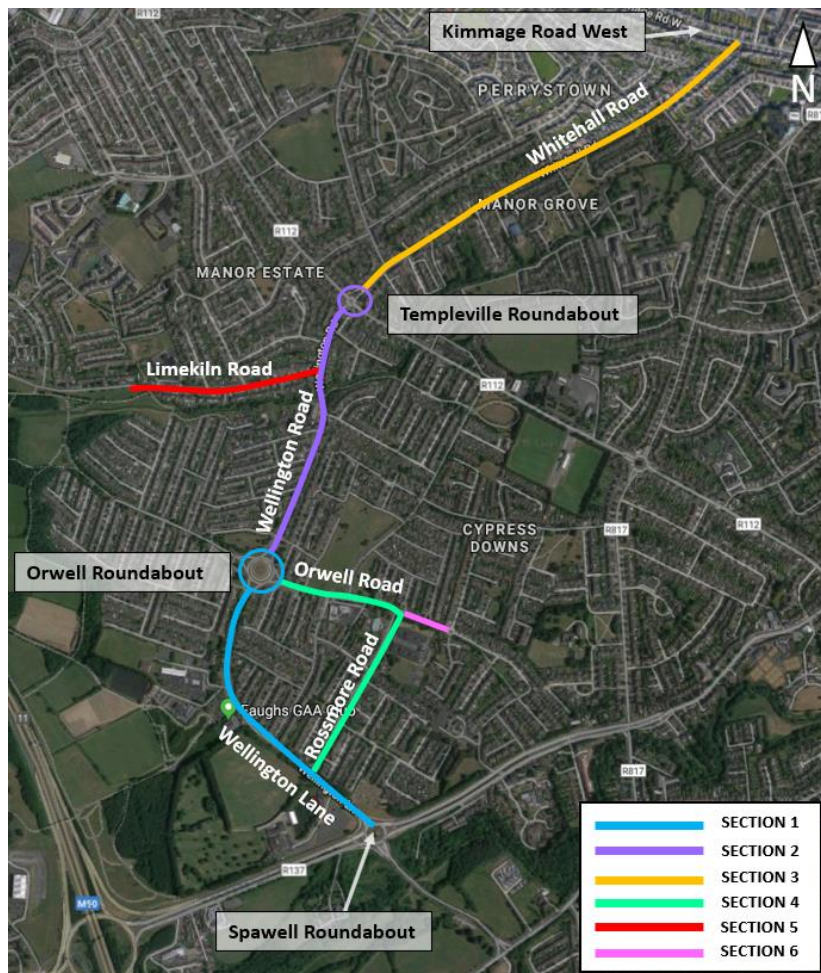 R112
Kimmage Road West
N
PERRYSTOWN
Whitehall Road
MANOR GROVE
R112
MANOR ESTATE
Templeville Roundabout
Limekiln Road
R112
Wellington Road
CYPRESS
DOWNS
R817
R112
Orwell Roundabout
Orwell Road
Rossmore Road
Faughs GAA Club
Wellington Lane
R817
R137
M50
Spawell Roundabout
SECTION 1
SECTION 2
SECTION 3
SECTION 4
SECTION 5
SECTION 6